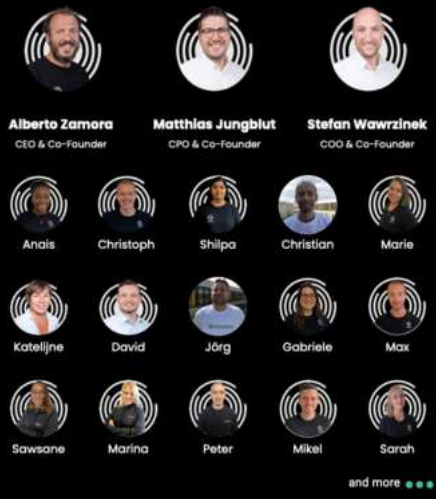 Alberto Zamora Matthias Jungblut Stefan Wawrzinek
CEO & Co-Founder CPO & Co-Founder COO & Co-Founder
Anais Christoph Shilpa Christian Marie
Katelijne David Jörg Gabriele Max
Sawsane Marina Peter Mikel Sarah
and more